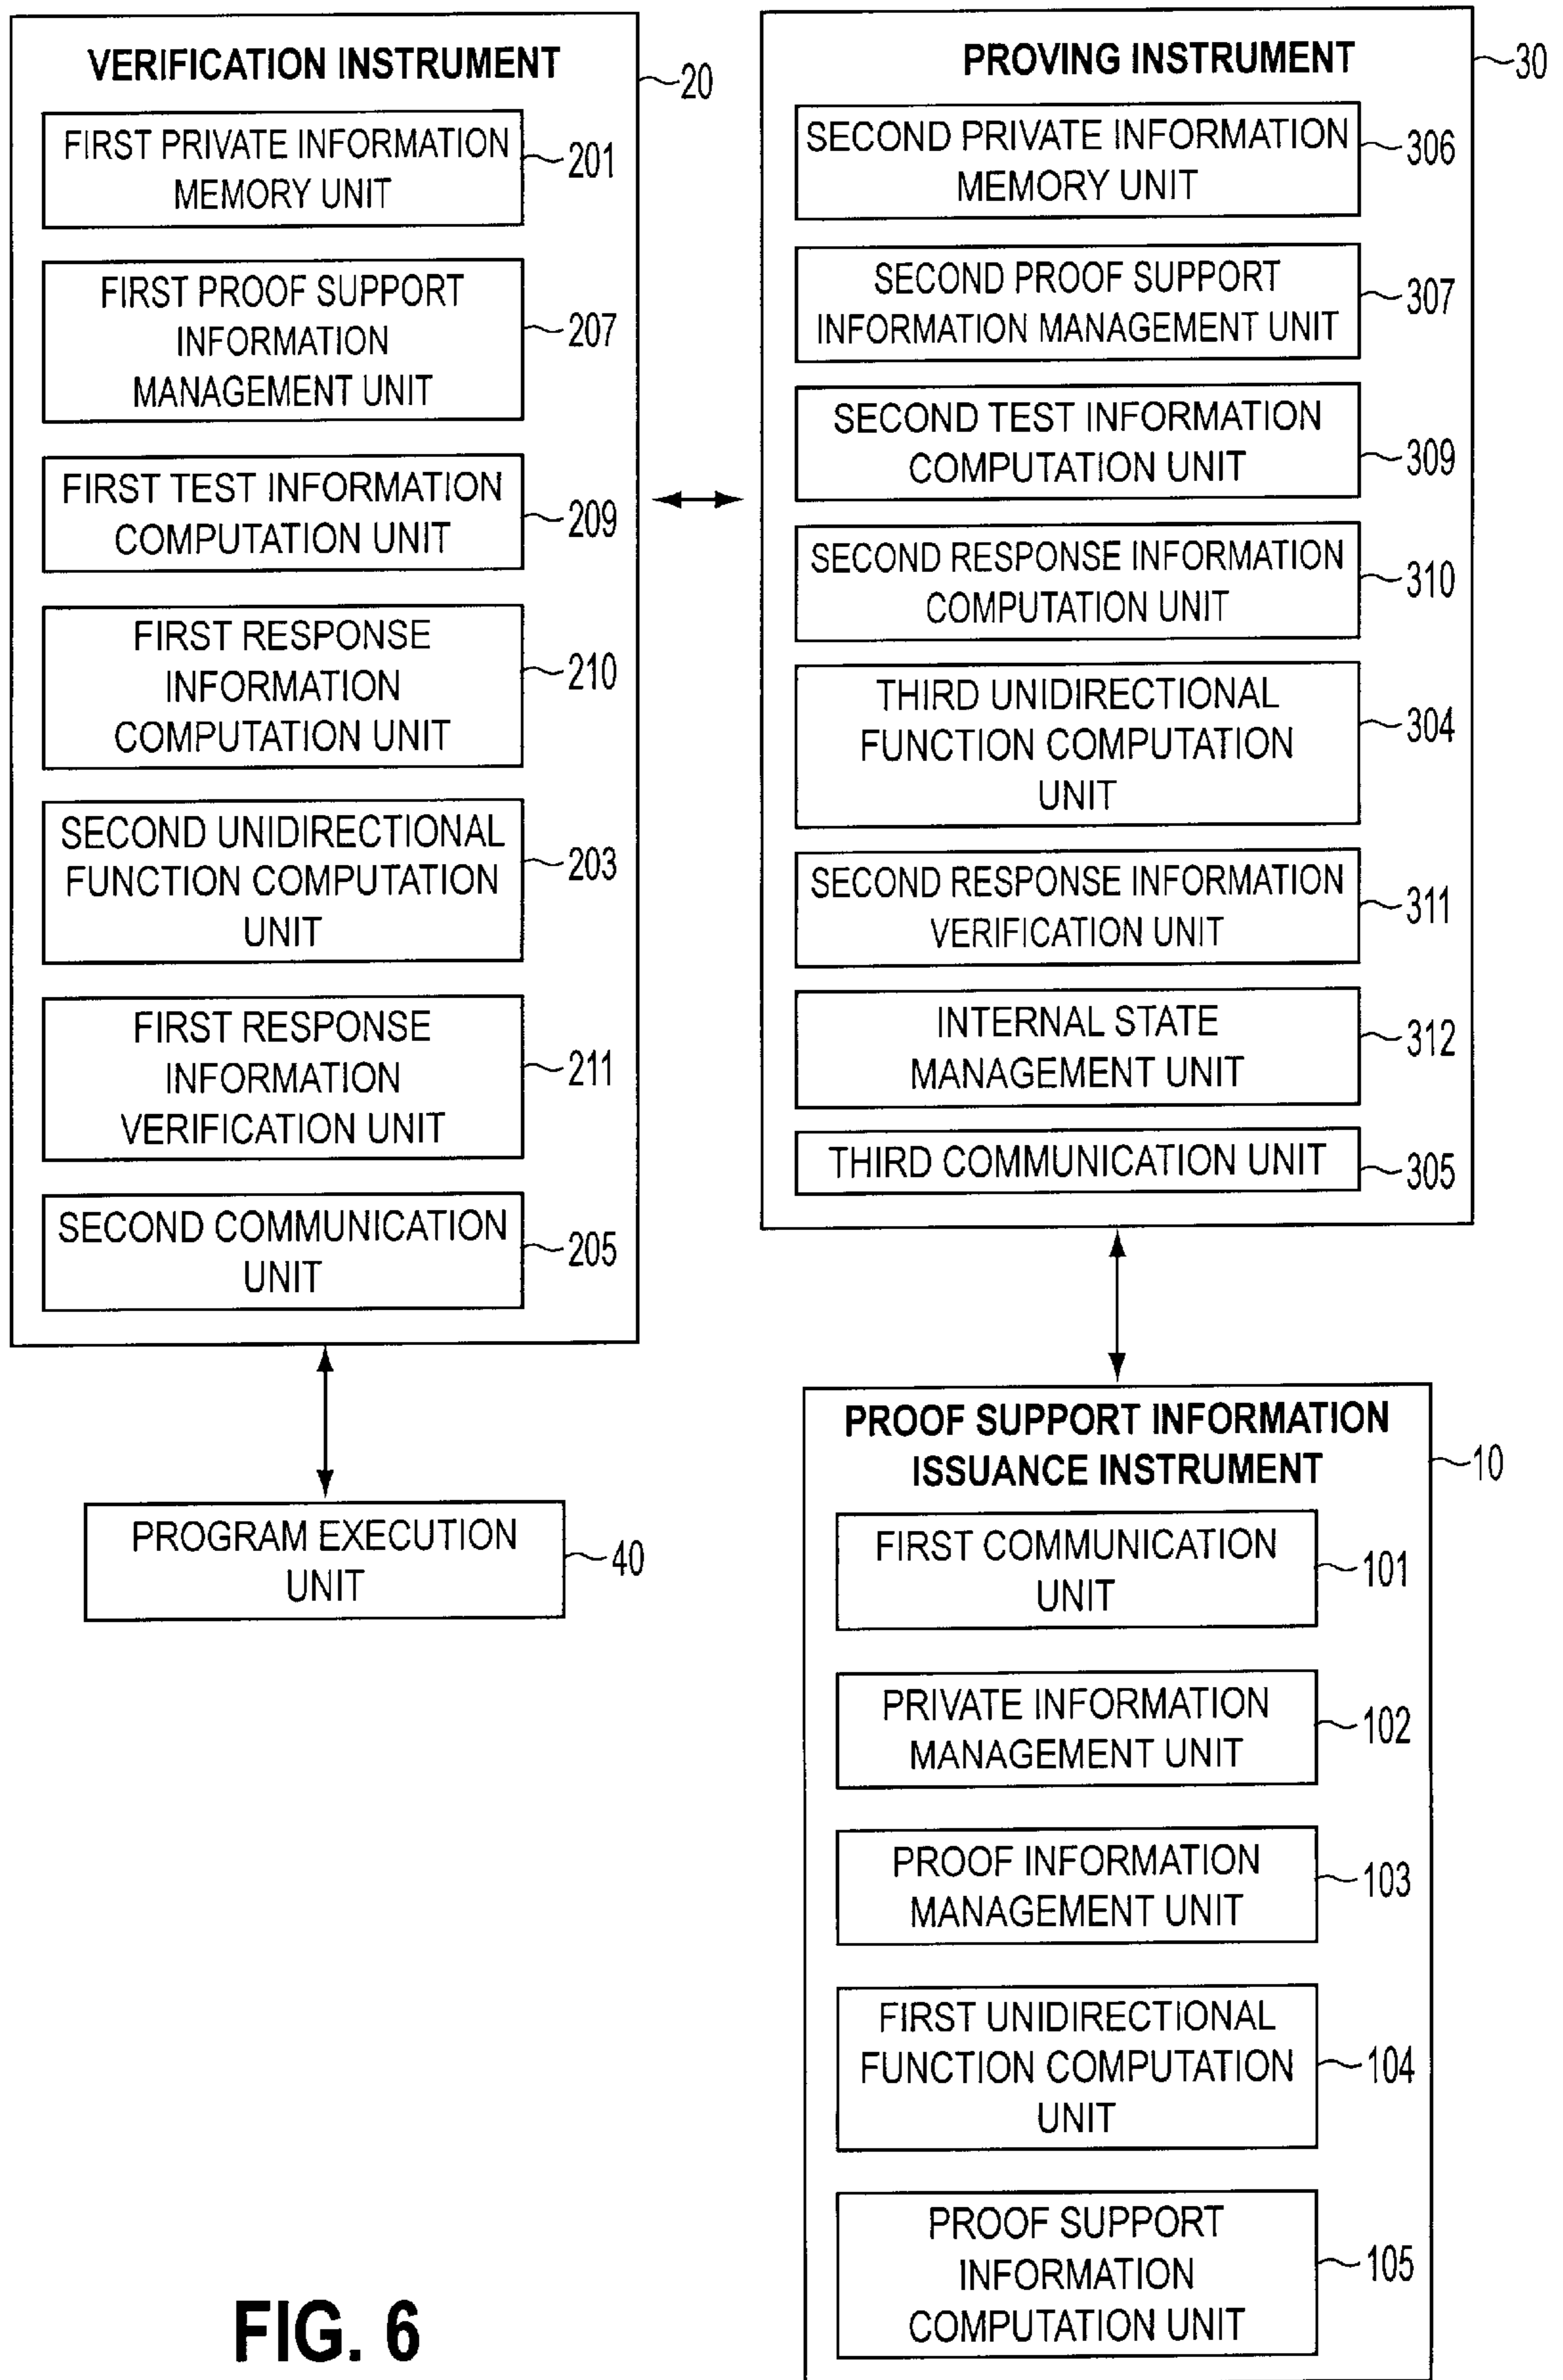 VERIFICATION INSTRUMENT
20
FIRST PRIVATE INFORMATION
MEMORY UNIT
201
FIRST PROOF SUPPORT
INFORMATION
MANAGEMENT UNIT
207
FIRST TEST INFORMATION
COMPUTATION UNIT
209
FIRST RESPONSE
INFORMATION
COMPUTATION UNIT
210
SECOND UNIDIRECTIONAL
FUNCTION COMPUTATION
UNIT
203
FIRST RESPONSE
INFORMATION
VERIFICATION UNIT
211
SECOND COMMUNICATION
UNIT
205
PROGRAM EXECUTION
UNIT
40
PROVING INSTRUMENT
30
SECOND PRIVATE INFORMATION
MEMORY UNIT
306
SECOND PROOF SUPPORT
INFORMATION MANAGEMENT UNIT
307
SECOND TEST INFORMATION
COMPUTATION UNIT
309
SECOND RESPONSE INFORMATION
COMPUTATION UNIT
310
THIRD UNIDIRECTIONAL
FUNCTION COMPUTATION
UNIT
304
SECOND RESPONSE INFORMATION
VERIFICATION UNIT
311
INTERNAL STATE
MANAGEMENT UNIT
312
THIRD COMMUNICATION UNIT
305
PROOF SUPPORT INFORMATION
ISSUANCE INSTRUMENT
10
FIRST COMMUNICATION
UNIT
101
PRIVATE INFORMATION
MANAGEMENT UNIT
102
PROOF INFORMATION
MANAGEMENT UNIT
103
FIRST UNIDIRECTIONAL
FUNCTION COMPUTATION
UNIT
104
PROOF SUPPORT
INFORMATION
COMPUTATION UNIT
105
FIG. 6